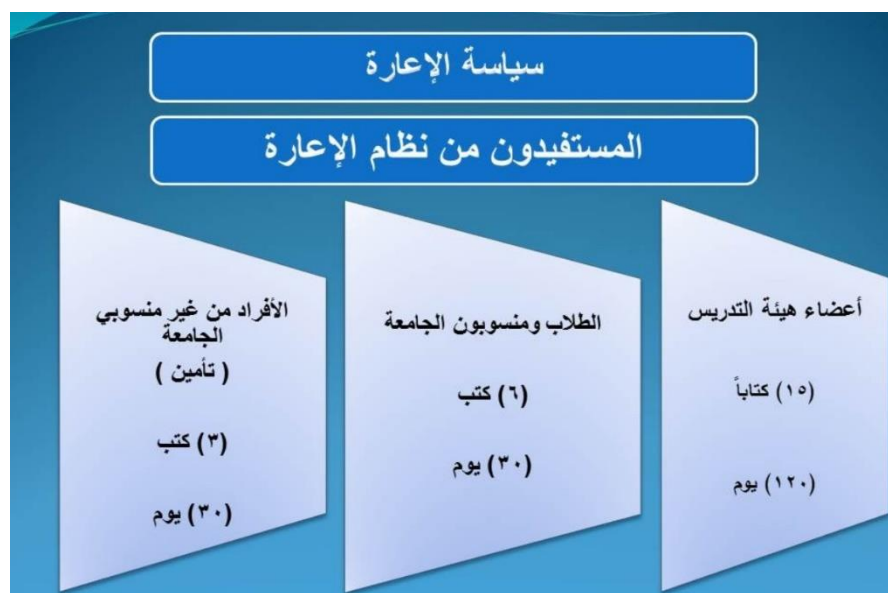 سياسة الإعارة
المستفيدون من نظام الإعارة
أعضاء هيئة التدريس
(١٥) كتاباً
(١٢٠) يوم
الطلاب ومنسوبون الجامعة
(٦) كتب
(٣٠) يوم
الأفراد من غير منسوبي
الجامعة
( تأمين )
(٣) كتب
(٣٠) يوم